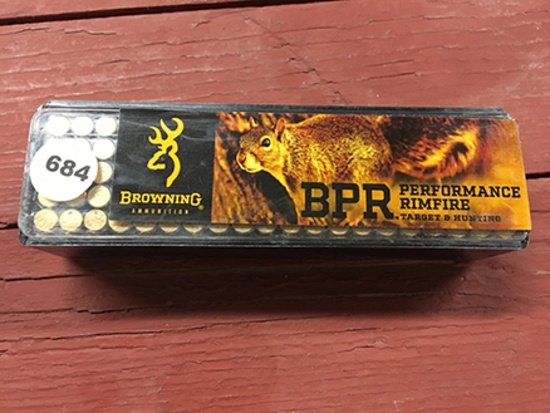 684
BROWNING
AMMUNITION
BPR.
PERFORMANCE
RIMFIRE
TARGET & HUNTING